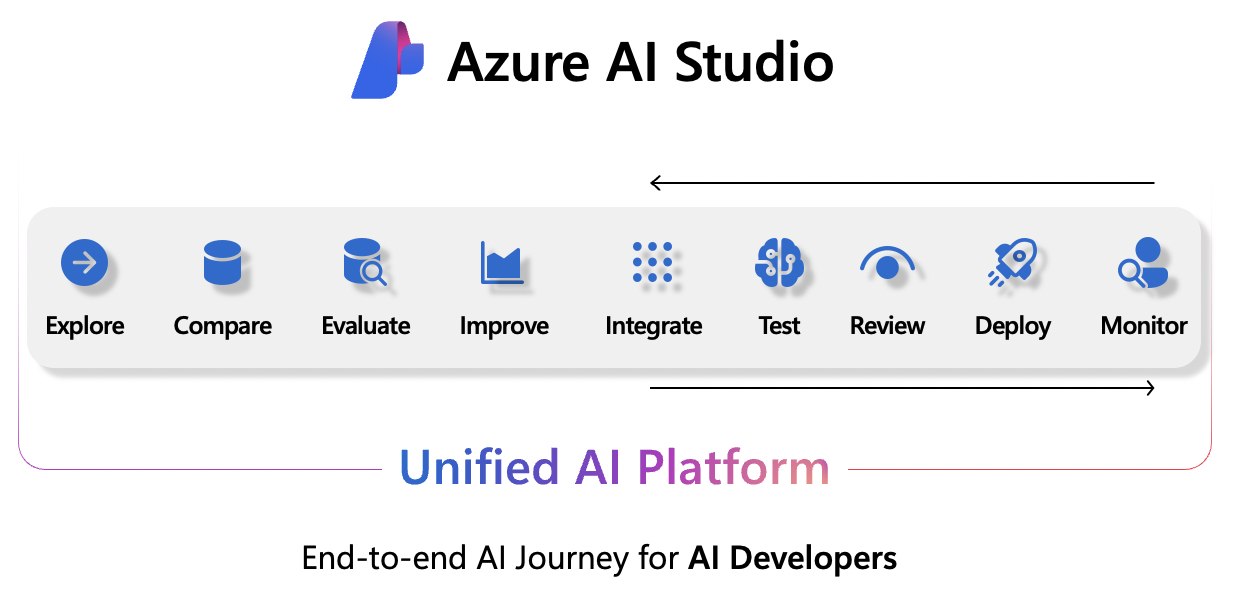 Azure AI Studio
Explore Compare Evaluate Improve Integrate Test Review Deploy Monitor
Unified AI Platform
End-to-end AI Journey for AI Developers